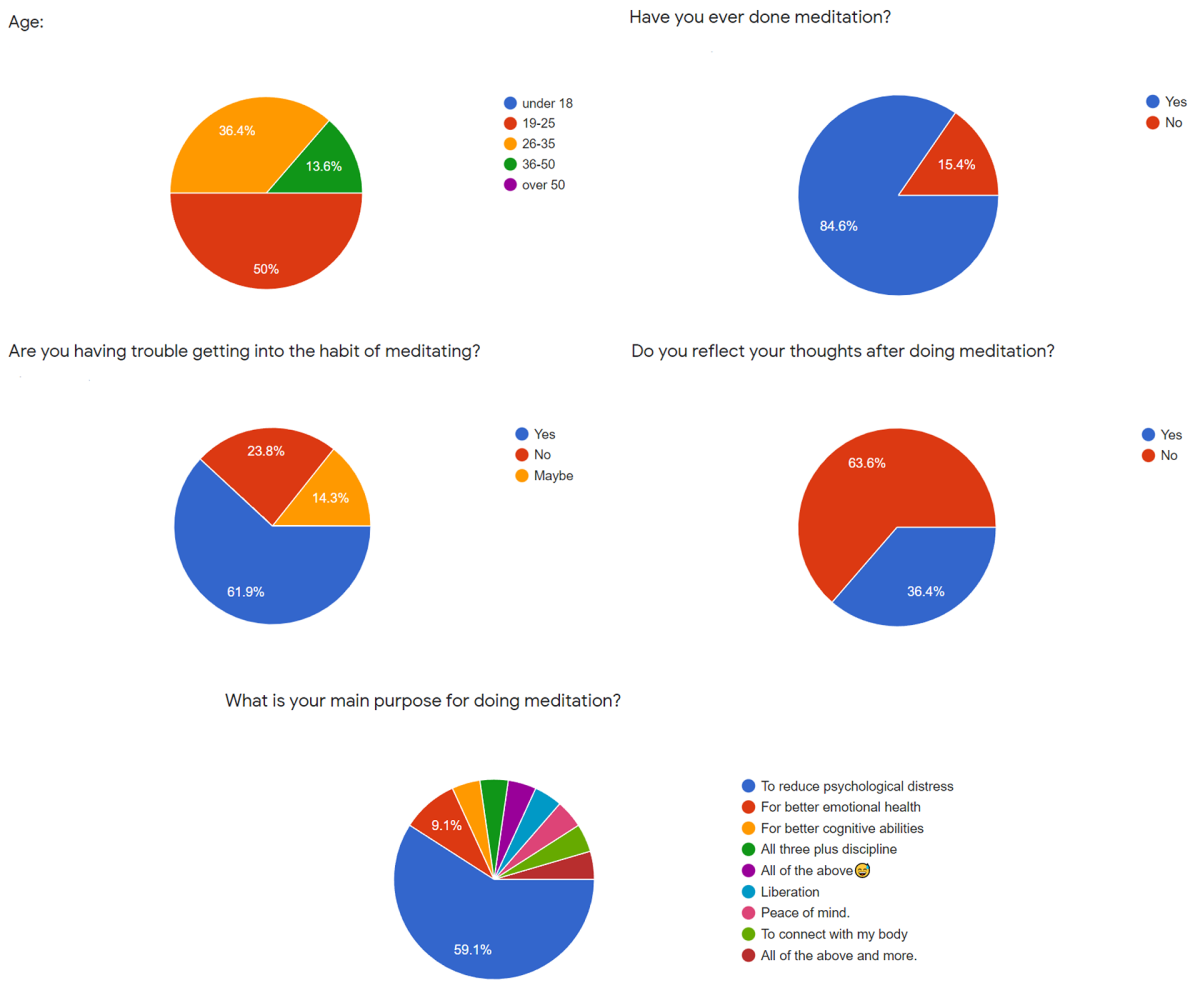 Age:
36.4%
13.6%
50%
under 18
19-25
26-35
36-50
over 50
Have you ever done meditation?
15.4%
84.6%
Yes
No
Are you having trouble getting into the habit of meditating?
23.8%
14.3%
61.9%
Yes
No
Maybe
Do you reflect your thoughts after doing meditation?
63.6%
36.4%
Yes
No
What is your main purpose for doing meditation?
9.1%
59.1%
To reduce psychological distress
For better emotional health
For better cognitive abilities
All three plus discipline
All of the above😅
Liberation
Peace of mind.
To connect with my body
All of the above and more.